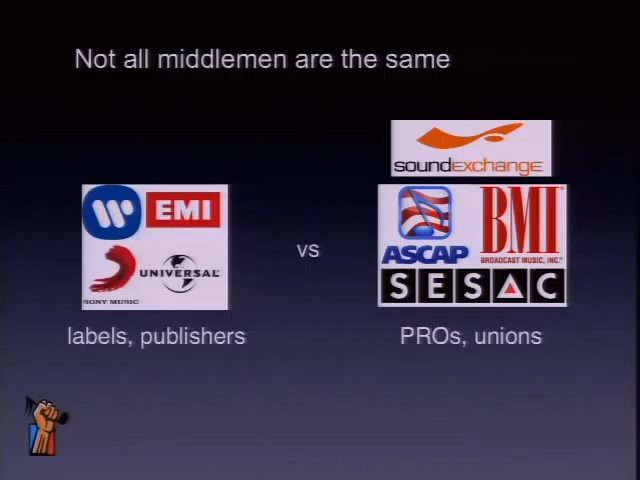 Not all middlemen are the same
soundexchange
EMI
UNIVERSAL
SONY MUSIC
vs
ASCAP
BMI
BROADCAST MUSIC, INC.
SESAC
labels, publishers
PROs, unions